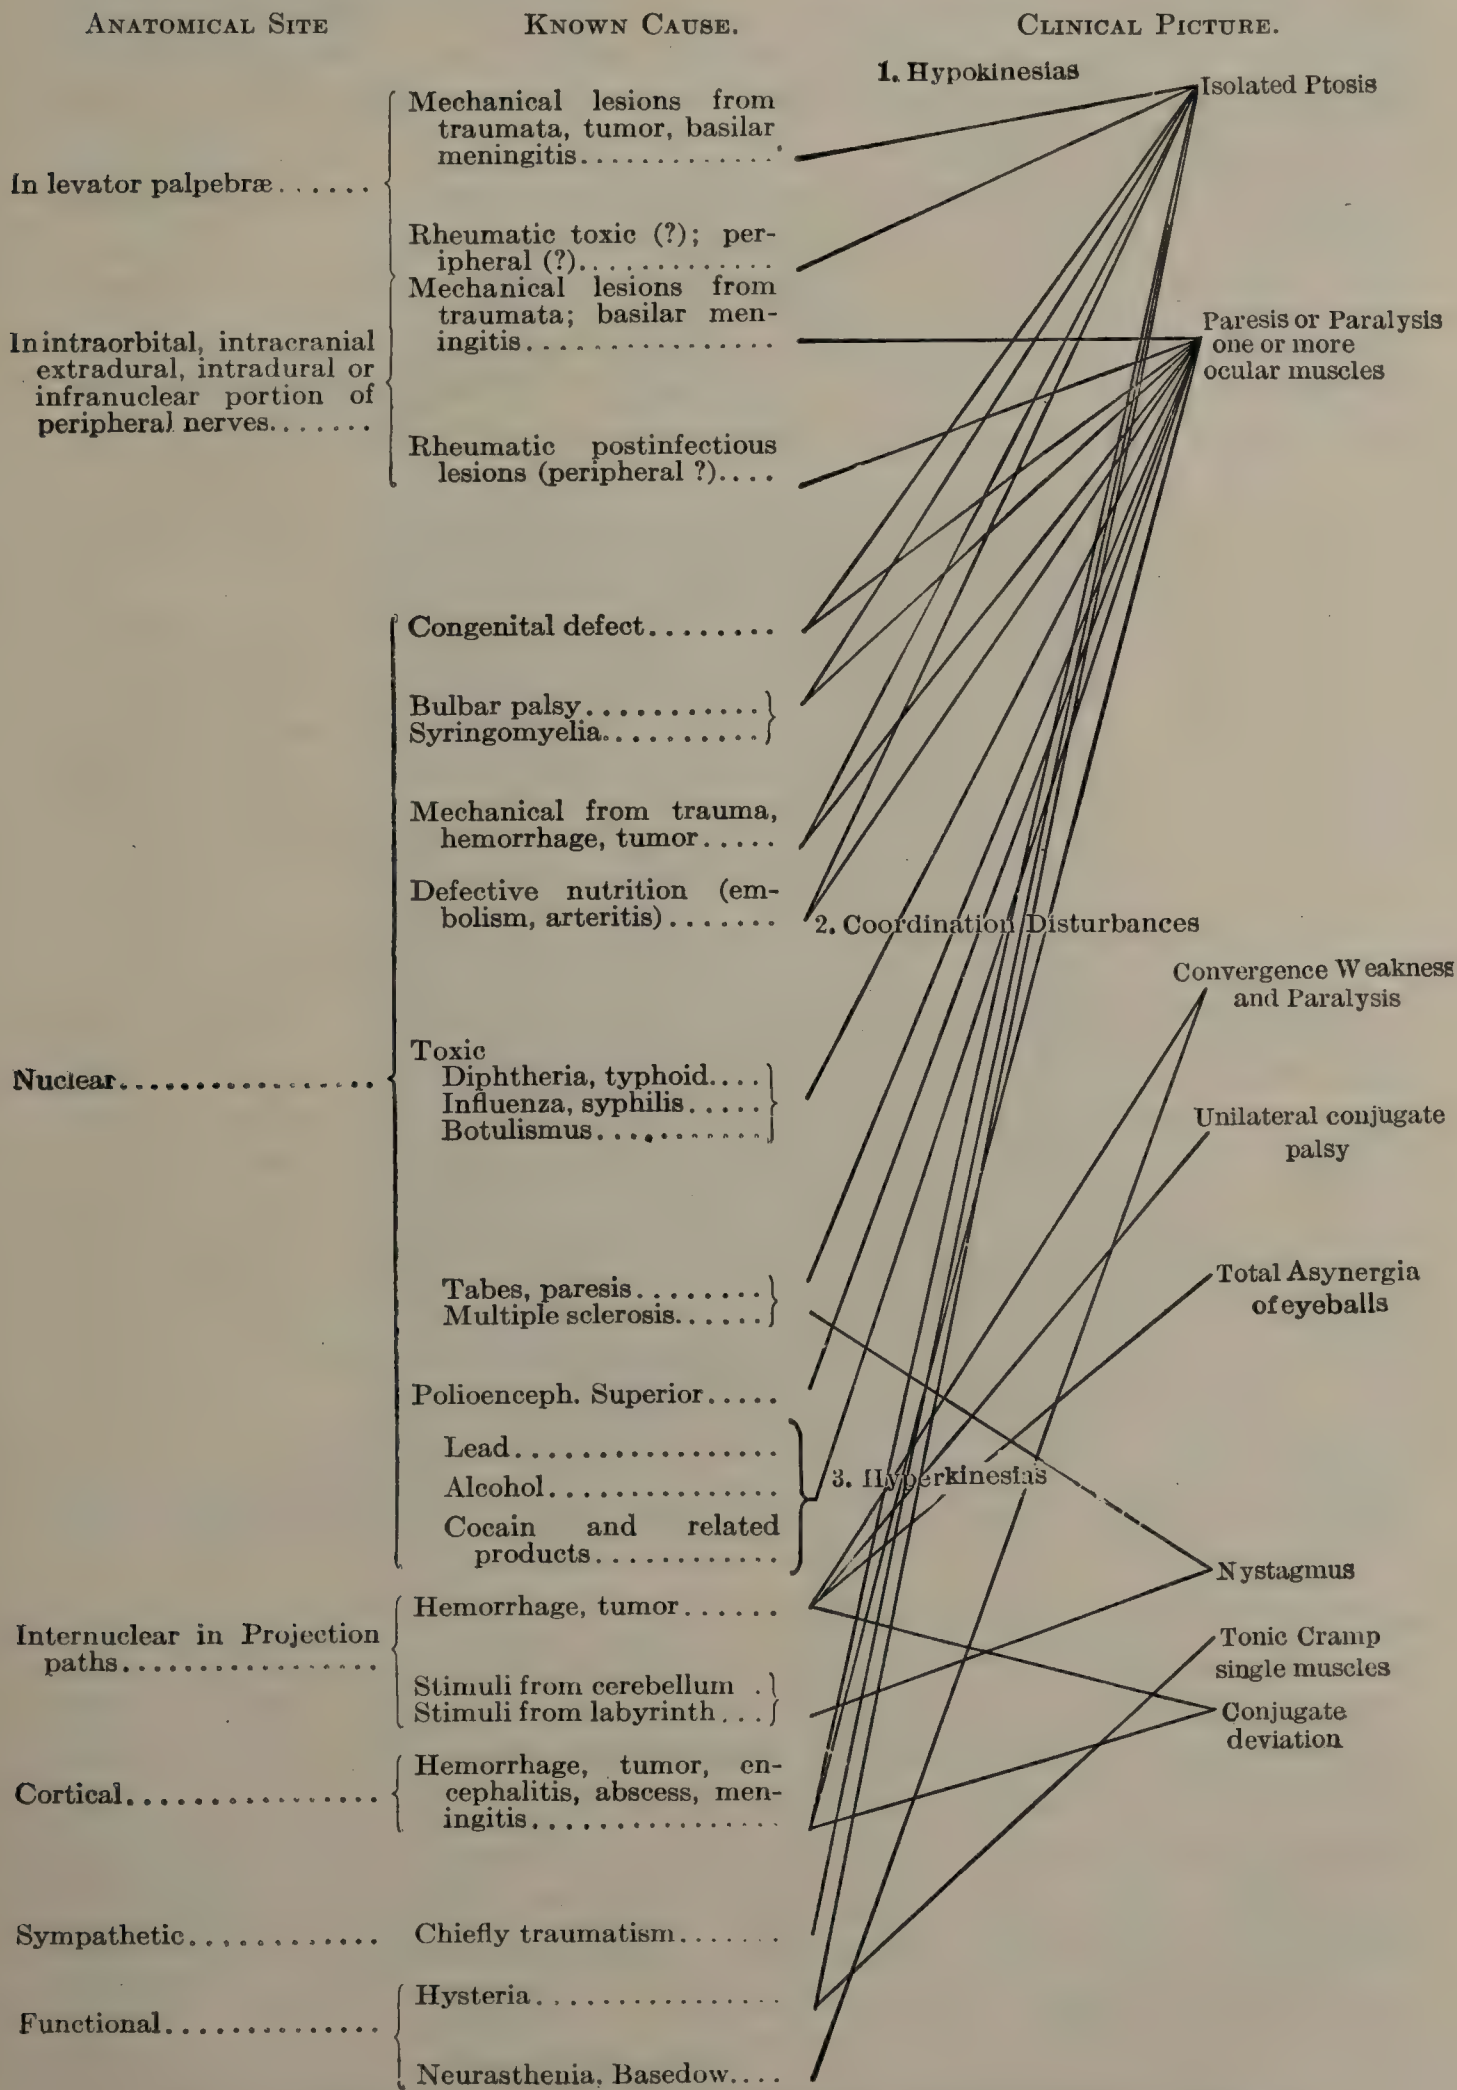 ANATOMICAL SITE
KNOWN CAUSE.
CLINICAL PICTURE.
1. Hypokinesias
Isolated Ptosis
Mechanical lesions from
traumata, tumor, basilar
meningitis.............
In levator palpebræ......
Rheumatic toxic (?); per-
ipheral (?).............
Mechanical lesions from
traumata; basilar men-
ingitis................
Paresis or Paralysis
one or more
ocular muscles
In intraorbital, intracranial
extradural, intradural or
infranuclear portion of
peripheral nerves.......
Rheumatic postinfectious
lesions (peripheral ?)....
Congenital defect........
Bulbar palsy...........
Syringomyelia..........
Mechanical from trauma,
hemorrhage, tumor.....
Defective nutrition (em-
bolism, arteritis).......
2. Coordination Disturbances
Convergence Weakness
and Paralysis
Nuclear.................
Toxic
Diphtheria, typhoid....
Influenza, syphilis.....
Botulismus...........
Unilateral conjugate
palsy
Tabes, paresis........
Multiple sclerosis......
Total Asynergia
of eyeballs
Polioenceph. Superior.....
Lead................
Alcohol..............
Cocain and related
products............
3. Hyperkinesias
Nystagmus
Internuclear in Projection
paths.................
Hemorrhage, tumor......
Stimuli from cerebellum .
Stimuli from labyrinth...
Tonic Cramp
single muscles
Conjugate
deviation
Cortical.................
Hemorrhage, tumor, en-
cephalitis, abscess, men-
ingitis................
Sympathetic............
Chiefly traumatism.......
Functional..............
Hysteria................
Neurasthenia, Basedow....